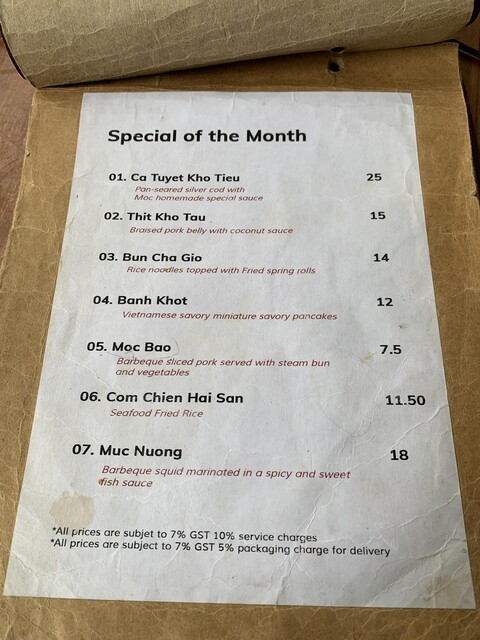 Special of the Month
01. Ca Tuyet Kho Tieu 25
Pan-seared silver cod with
Moc homemade special sauce
02. Thit Kho Tau 15
Braised pork belly with coconut sauce
03. Bun Cha Gio 14
Rice noodles topped with Fried spring rolls
04. Banh Khot 12
Vietnamese savory miniature savory pancakes
05. Moc Bao 7.5
Barbeque sliced pork served with steam bun
and vegetables
06. Com Chien Hai San 11.50
Seafood Fried Rice
07. Muc Nuong 18
Barbeque squid marinated in a spicy and sweet
fish sauce
*All prices are subjet to 7% GST 10% service charges
*All prices are subject to 7% GST 5% packaging charge for delivery